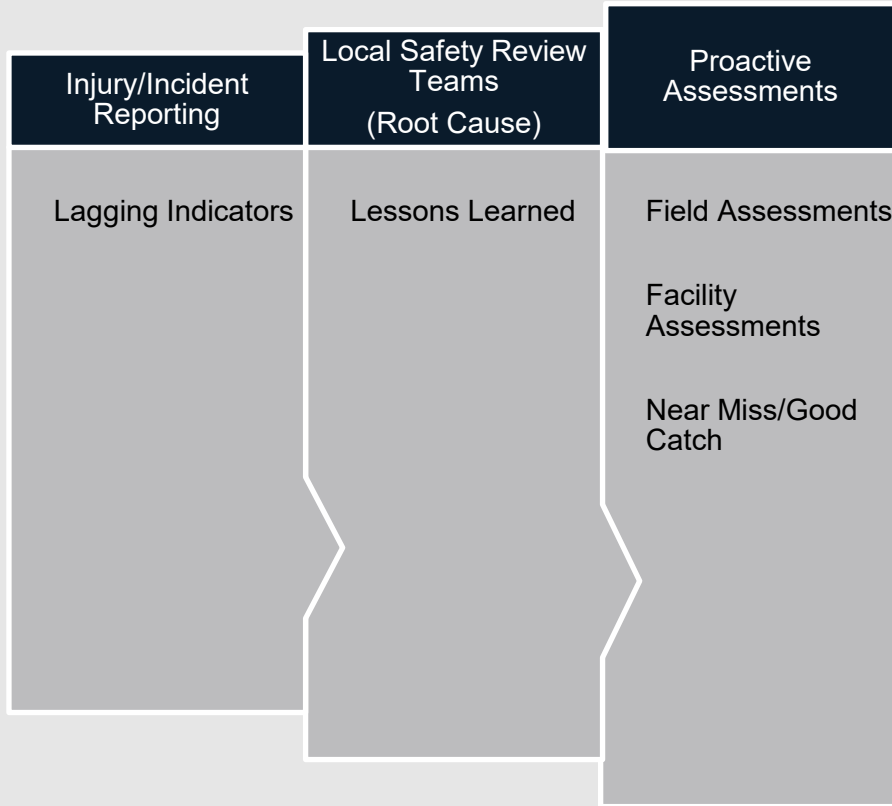 Injury/Incident
Reporting
Lagging Indicators
Local Safety Review
Teams
(Root Cause)
Lessons Learned
Proactive
Assessments
Field Assessments
Facility
Assessments
Near Miss/Good
Catch